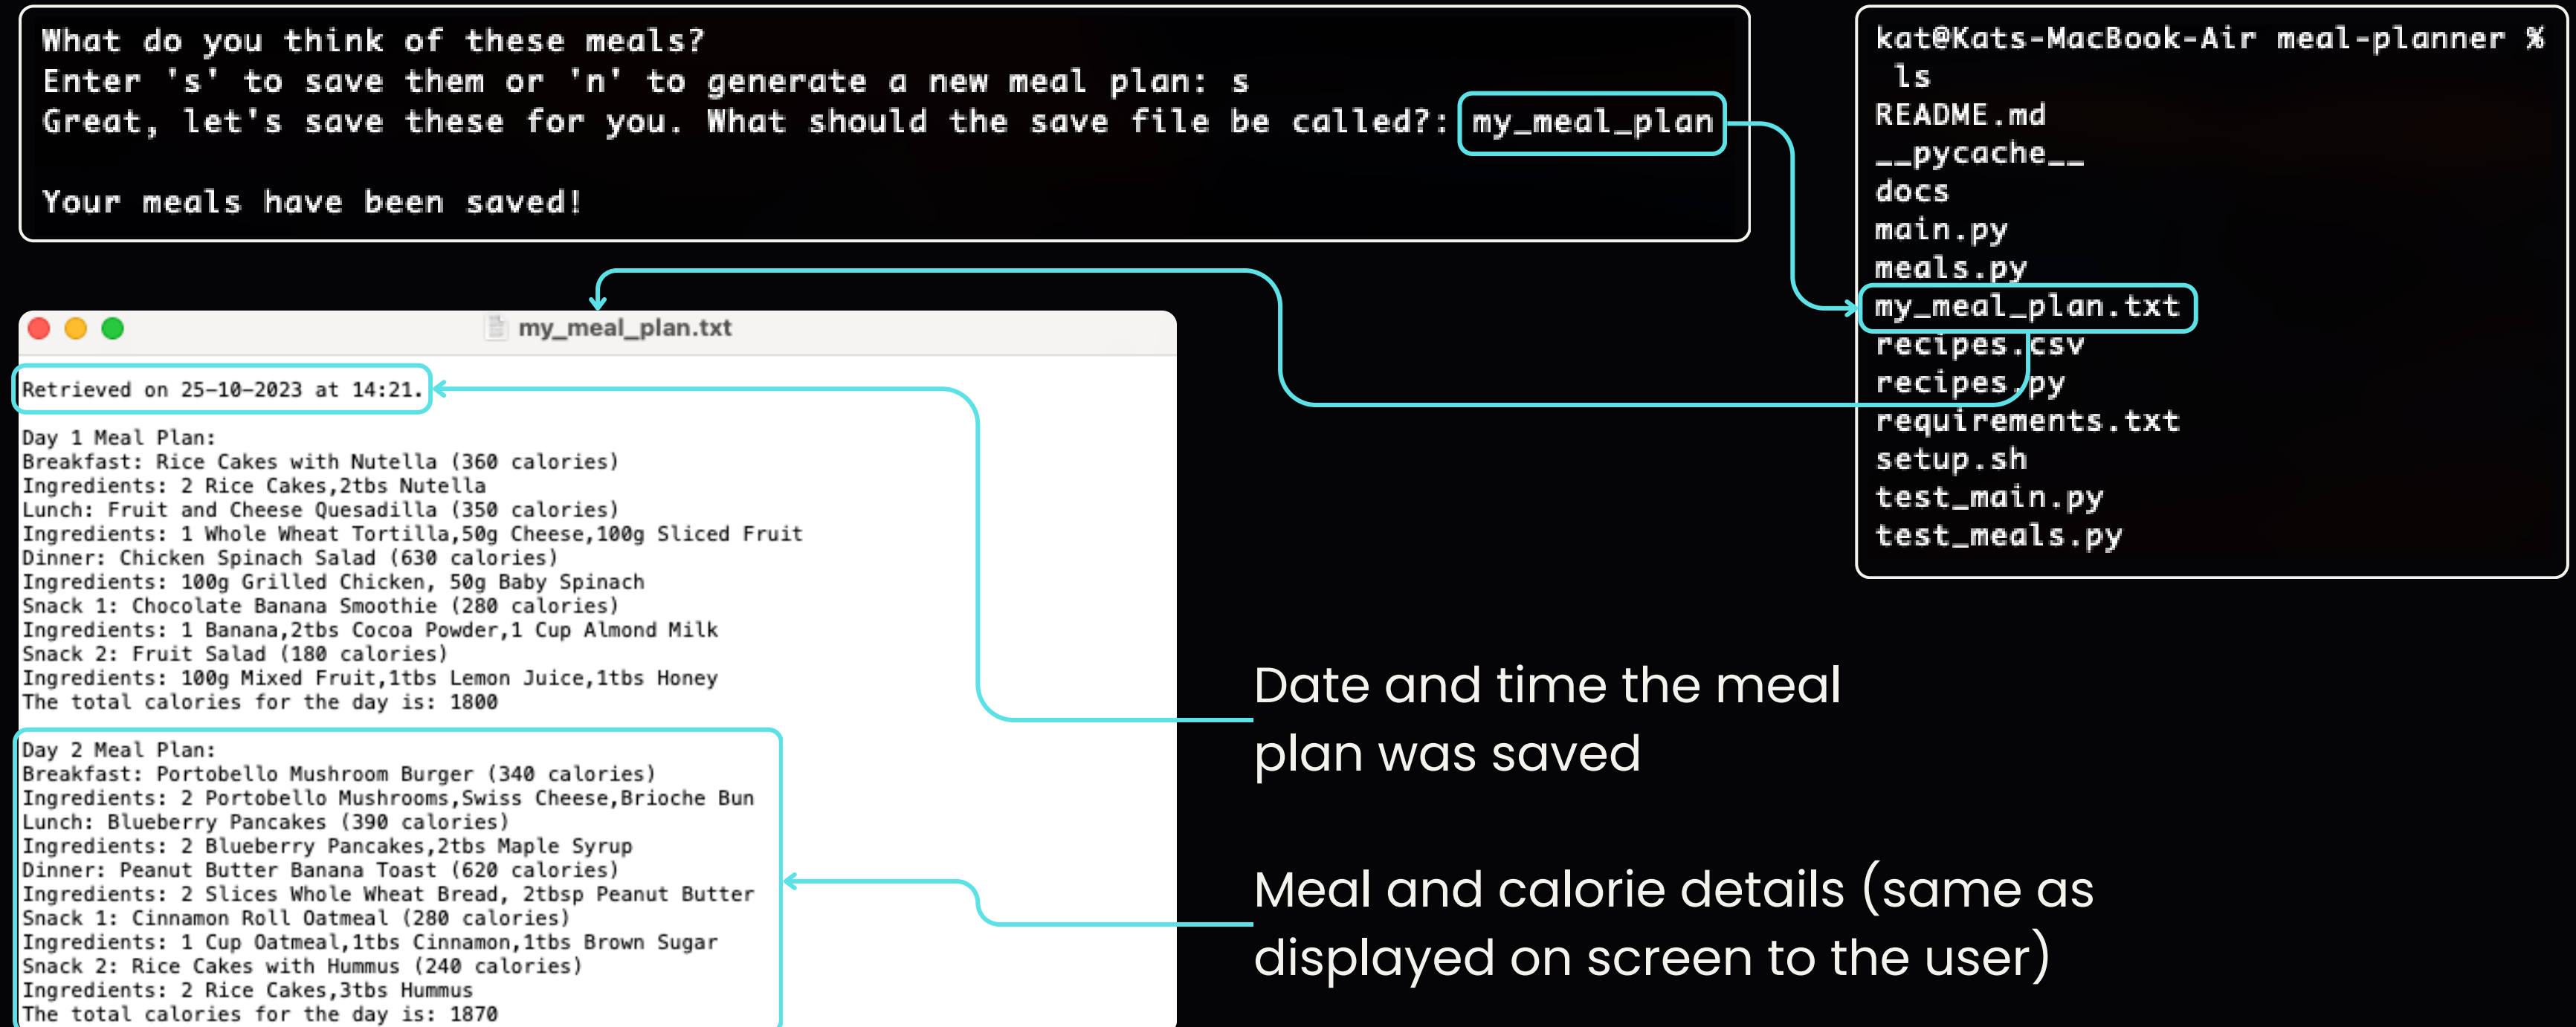 What do you think of these meals?
Enter 's' to save them or 'n' to generate a new meal plan: s
Great, let's save these for you. What should the save file be called?: my_meal_plan
Your meals have been saved!
kat@Kats-MacBook-Air meal-planner %
ls
README.md
__pycache__
docs
main.py
meals.py
my_meal_plan.txt
recipes.csv
recipes.py
requirements.txt
setup.sh
test_main.py
test_meals.py
my_meal_plan.txt
Retrieved on 25-10-2023 at 14:21.
Day 1 Meal Plan:
Breakfast: Rice Cakes with Nutella (360 calories)
Ingredients: 2 Rice Cakes,2tbs Nutella
Lunch: Fruit and Cheese Quesadilla (350 calories)
Ingredients: 1 Whole Wheat Tortilla,50g Cheese,100g Sliced Fruit
Dinner: Chicken Spinach Salad (630 calories)
Ingredients: 100g Grilled Chicken, 50g Baby Spinach
Snack 1: Chocolate Banana Smoothie (280 calories)
Ingredients: 1 Banana,2tbs Cocoa Powder,1 Cup Almond Milk
Snack 2: Fruit Salad (180 calories)
Ingredients: 100g Mixed Fruit,1tbs Lemon Juice,1tbs Honey
The total calories for the day is: 1800
Day 2 Meal Plan:
Breakfast: Portobello Mushroom Burger (340 calories)
Ingredients: 2 Portobello Mushrooms,Swiss Cheese,Brioche Bun
Lunch: Blueberry Pancakes (390 calories)
Ingredients: 2 Blueberry Pancakes,2tbs Maple Syrup
Dinner: Peanut Butter Banana Toast (620 calories)
Ingredients: 2 Slices Whole Wheat Bread, 2tbsp Peanut Butter
Snack 1: Cinnamon Roll Oatmeal (280 calories)
Ingredients: 1 Cup Oatmeal,1tbs Cinnamon,1tbs Brown Sugar
Snack 2: Rice Cakes with Hummus (240 calories)
Ingredients: 2 Rice Cakes,3tbs Hummus
The total calories for the day is: 1870
Date and time the meal
plan was saved
Meal and calorie details (same as
displayed on screen to the user)